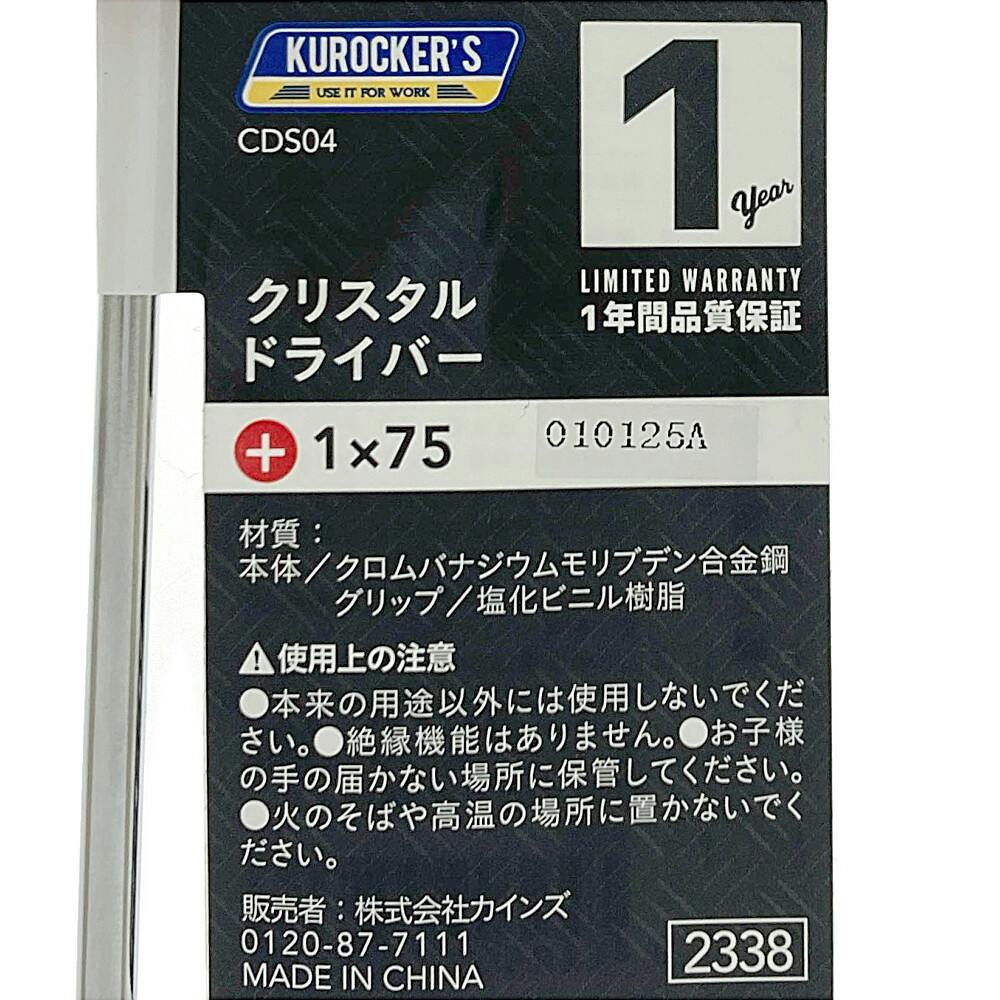 KUROCKER'S
USE IT FOR WORK
CDS04
1
Year
LIMITED WARRANTY
1年間品質保証
クリスタル
ドライバー
1×75
010125A
材質：
本体／クロムバナジウムモリブデン合金鋼
グリップ／塩化ビニル樹脂
使用上の注意
●本来の用途以外には使用しないでくだ
さい。●絶縁機能はありません。●お子様
の手の届かない場所に保管してください。
●火のそばや高温の場所に置かないでく
ださい。
販売者：株式会社カインズ
0120-87-7111
MADE IN CHINA
2338